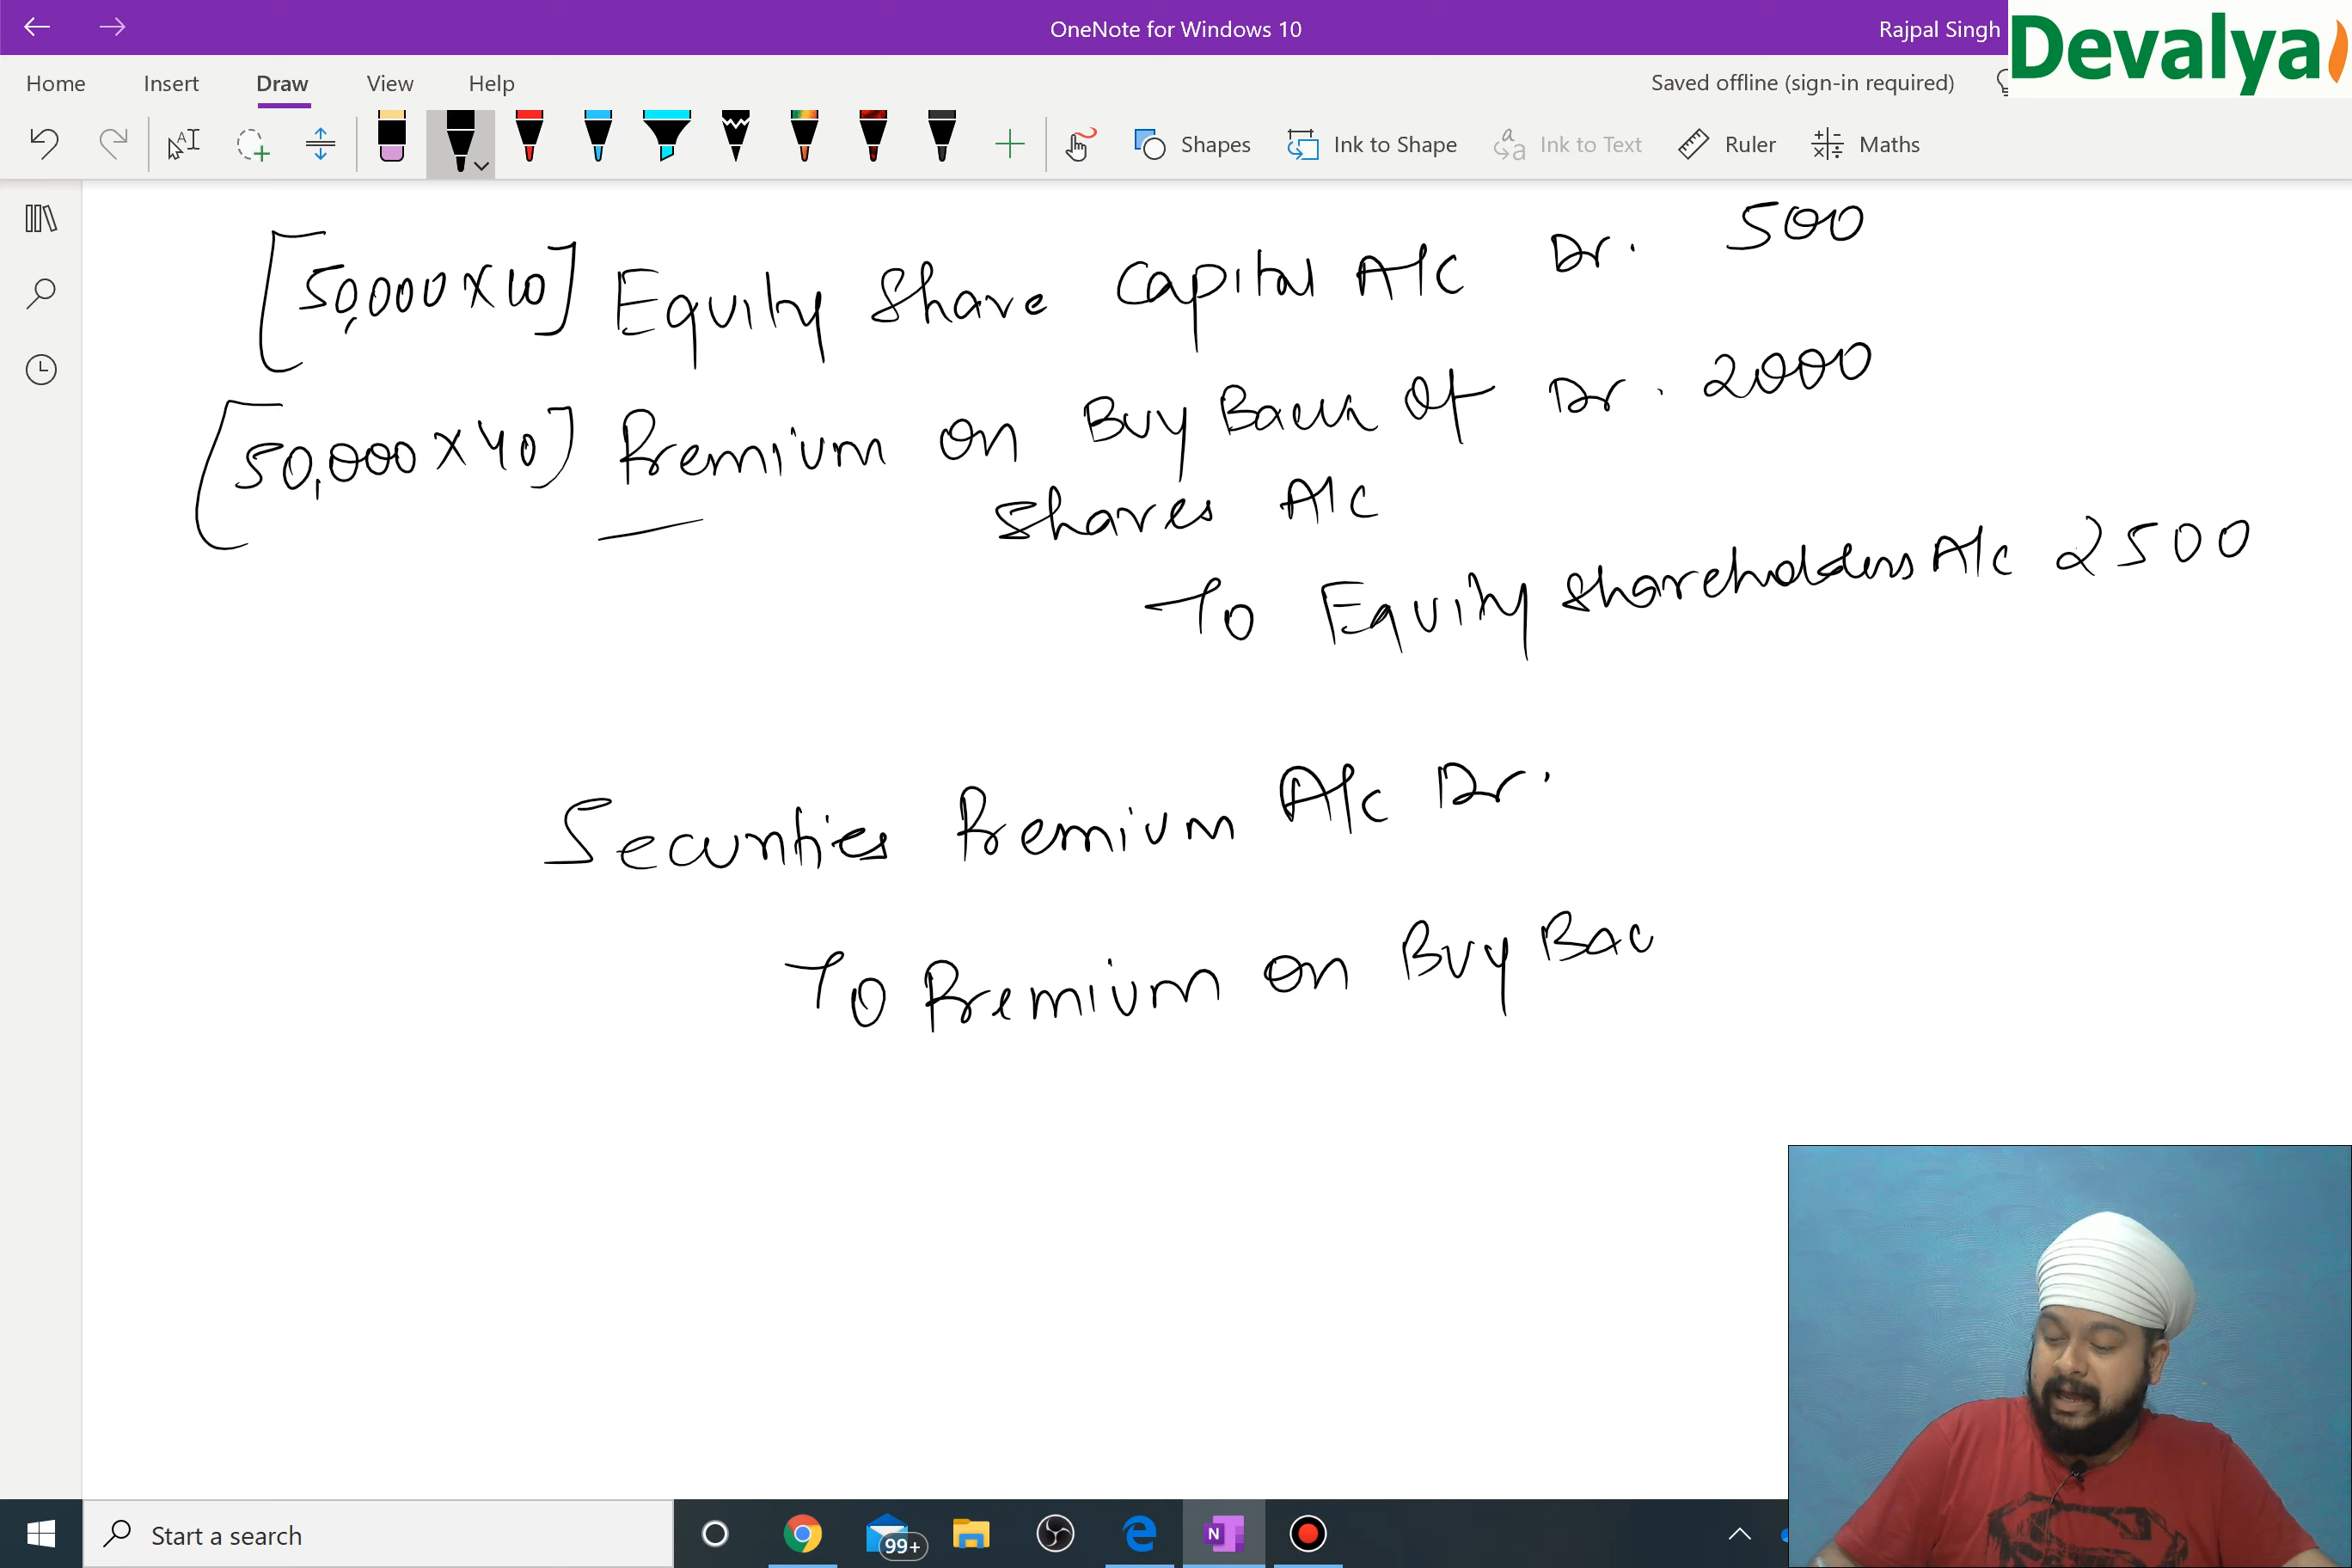 OneNote for Windows 10
Rajpal Singh
Devalya
Home Insert Draw View Help
Saved offline (sign-in required)
Shapes Ink to Shape Ink to Text Ruler Maths
[50,000 X 10] Equity Share Capital A/c Dr. 500
[50,000 X 40] Premium on Buy Back of Dr. 2000
Shares A/c
To Equity Shareholders A/c 2500
Securities Premium A/c Dr.
To Premium on Buy Bac
Start a search
99+